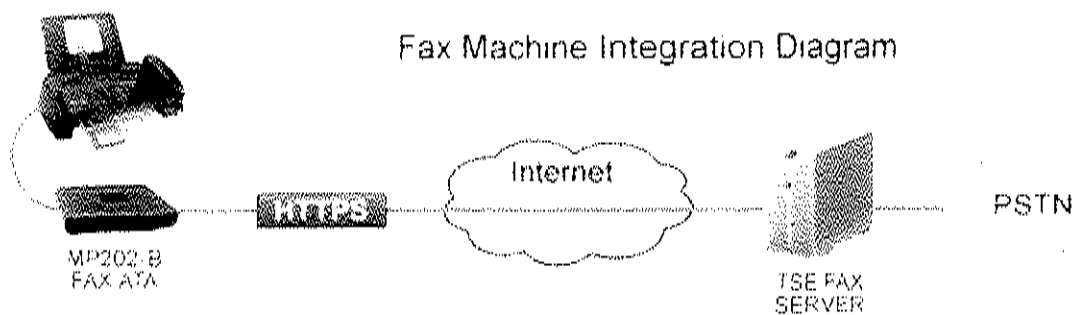 Fax Machine Integration Diagram
Internet
HTTPS
PSTN
MP202-B
FAX ATA
TSE FAX
SERVER